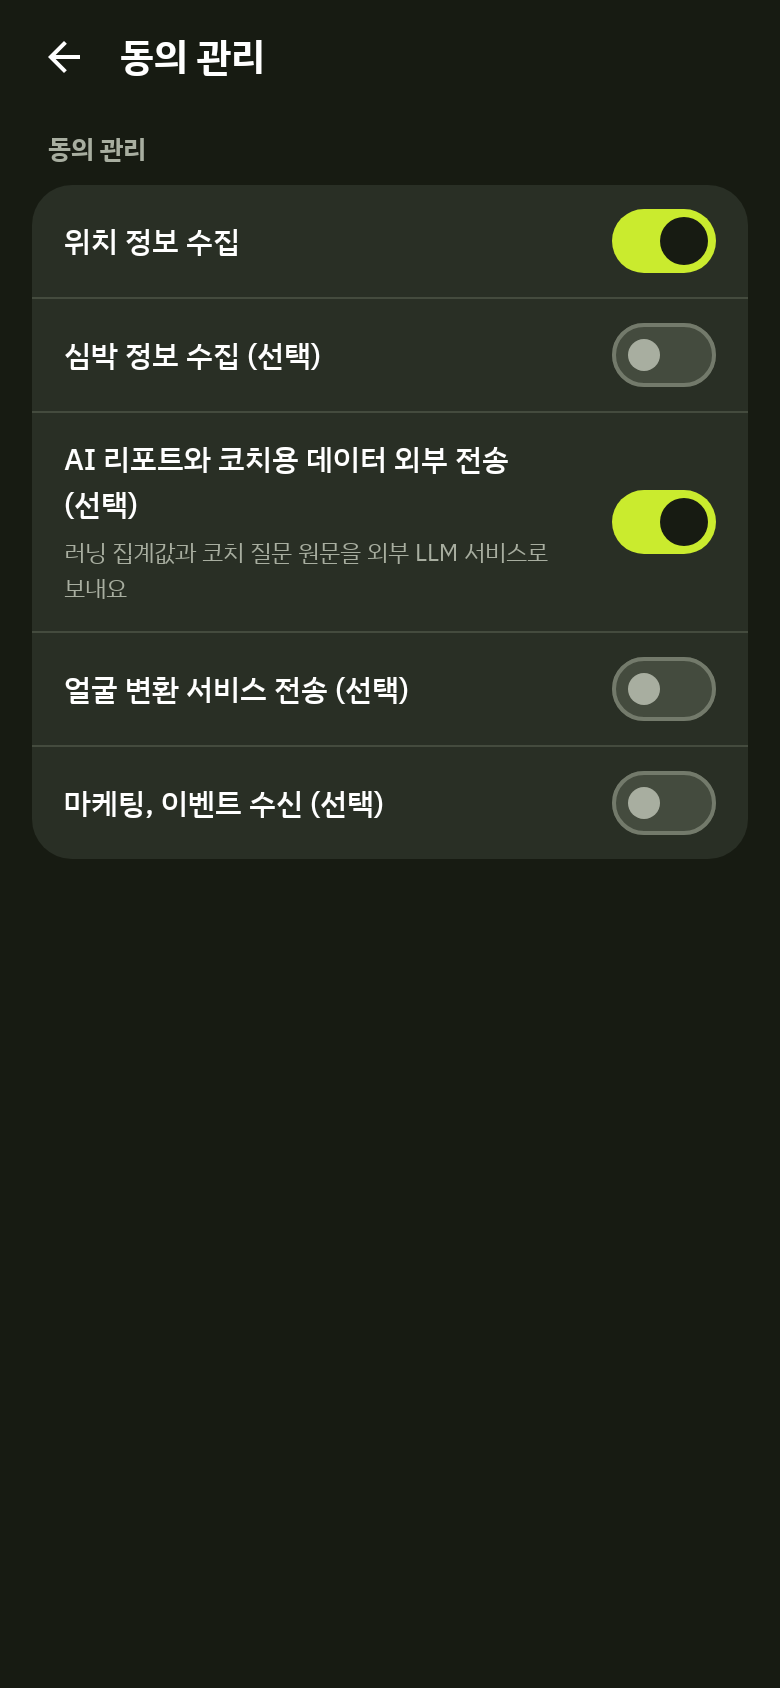 동의 관리
동의 관리
위치 정보 수집
심박 정보 수집 (선택)
AI 리포트와 코치용 데이터 외부 전송
(선택)
러닝 집계값과 코치 질문 원문을 외부 LLM 서비스로
보내요
얼굴 변환 서비스 전송 (선택)
마케팅, 이벤트 수신 (선택)